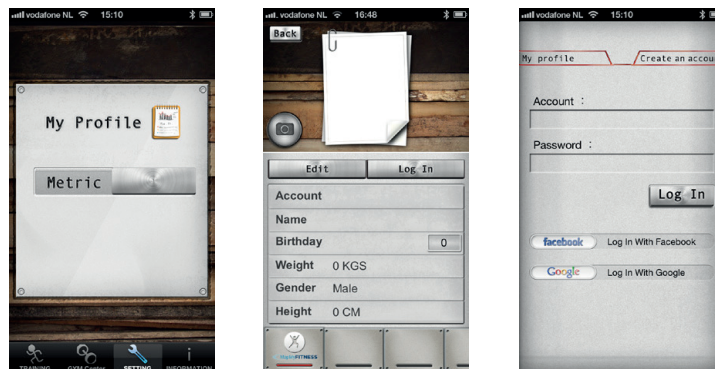 vodafone NL 15:10
My Profile
Metric
TRAINING GYM Center SETTING INFORMATION
vodafone NL 16:48
Back
Edit Log In
Account
Name
Birthday 0
Weight 0 KGS
Gender Male
Height 0 CM
FITNESS
vodafone NL 15:10
My profile Create an accou
Account :
Password :
Log In
facebook Log In With Facebook
Google Log In With Google